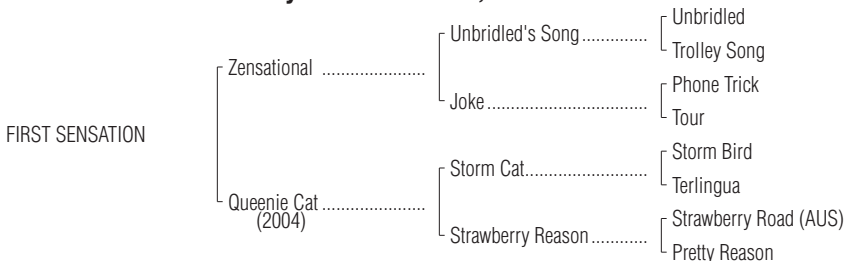 Unbridled
Unbridled's Song
Trolley Song
Zensational
Phone Trick
Joke
Tour
FIRST SENSATION
Storm Bird
Storm Cat
Terlingua
Queenie Cat
(2004)
Strawberry Road (AUS)
Strawberry Reason
Pretty Reason